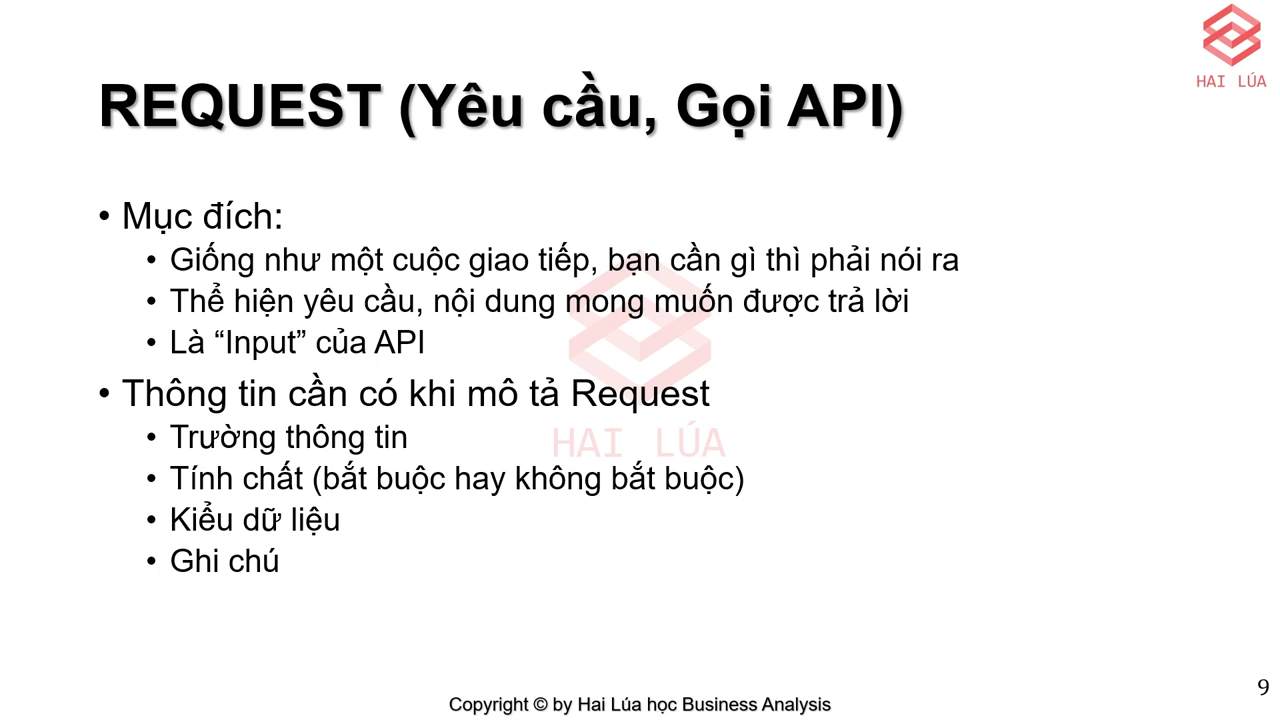 HAI LÚA
REQUEST (Yêu cầu, Gọi API)
• Mục đích:
• Giống như một cuộc giao tiếp, bạn cần gì thì phải nói ra
• Thể hiện yêu cầu, nội dung mong muốn được trả lời
• Là “Input” của API
• Thông tin cần có khi mô tả Request
• Trường thông tin
HAI LÚA
• Tính chất (bắt buộc hay không bắt buộc)
• Kiểu dữ liệu
• Ghi chú
Copyright © by Hai Lúa học Business Analysis
9